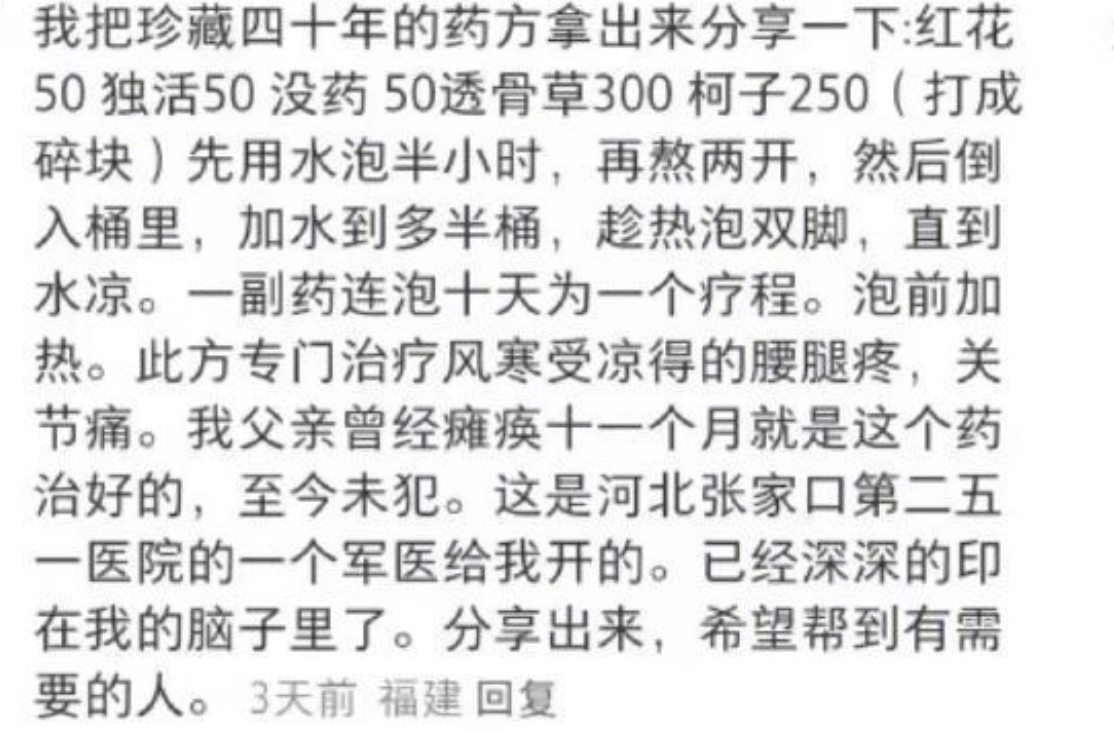 我把珍藏四十年的药方拿出来分享一下:红花
50 独活50 没药 50透骨草300 柯子250（打成
碎块）先用水泡半小时，再熬两开，然后倒
入桶里，加水到多半桶，趁热泡双脚，直到
水凉。一副药连泡十天为一个疗程。泡前加
热。此方专门治疗风寒受凉得的腰腿疼，关
节痛。我父亲曾经瘫痪十一个月就是这个药
治好的，至今未犯。这是河北张家口第二五
一医院的一个军医给我开的。已经深深的印
在我的脑子里了。分享出来，希望帮到有需
要的人。 3天前 福建 回复